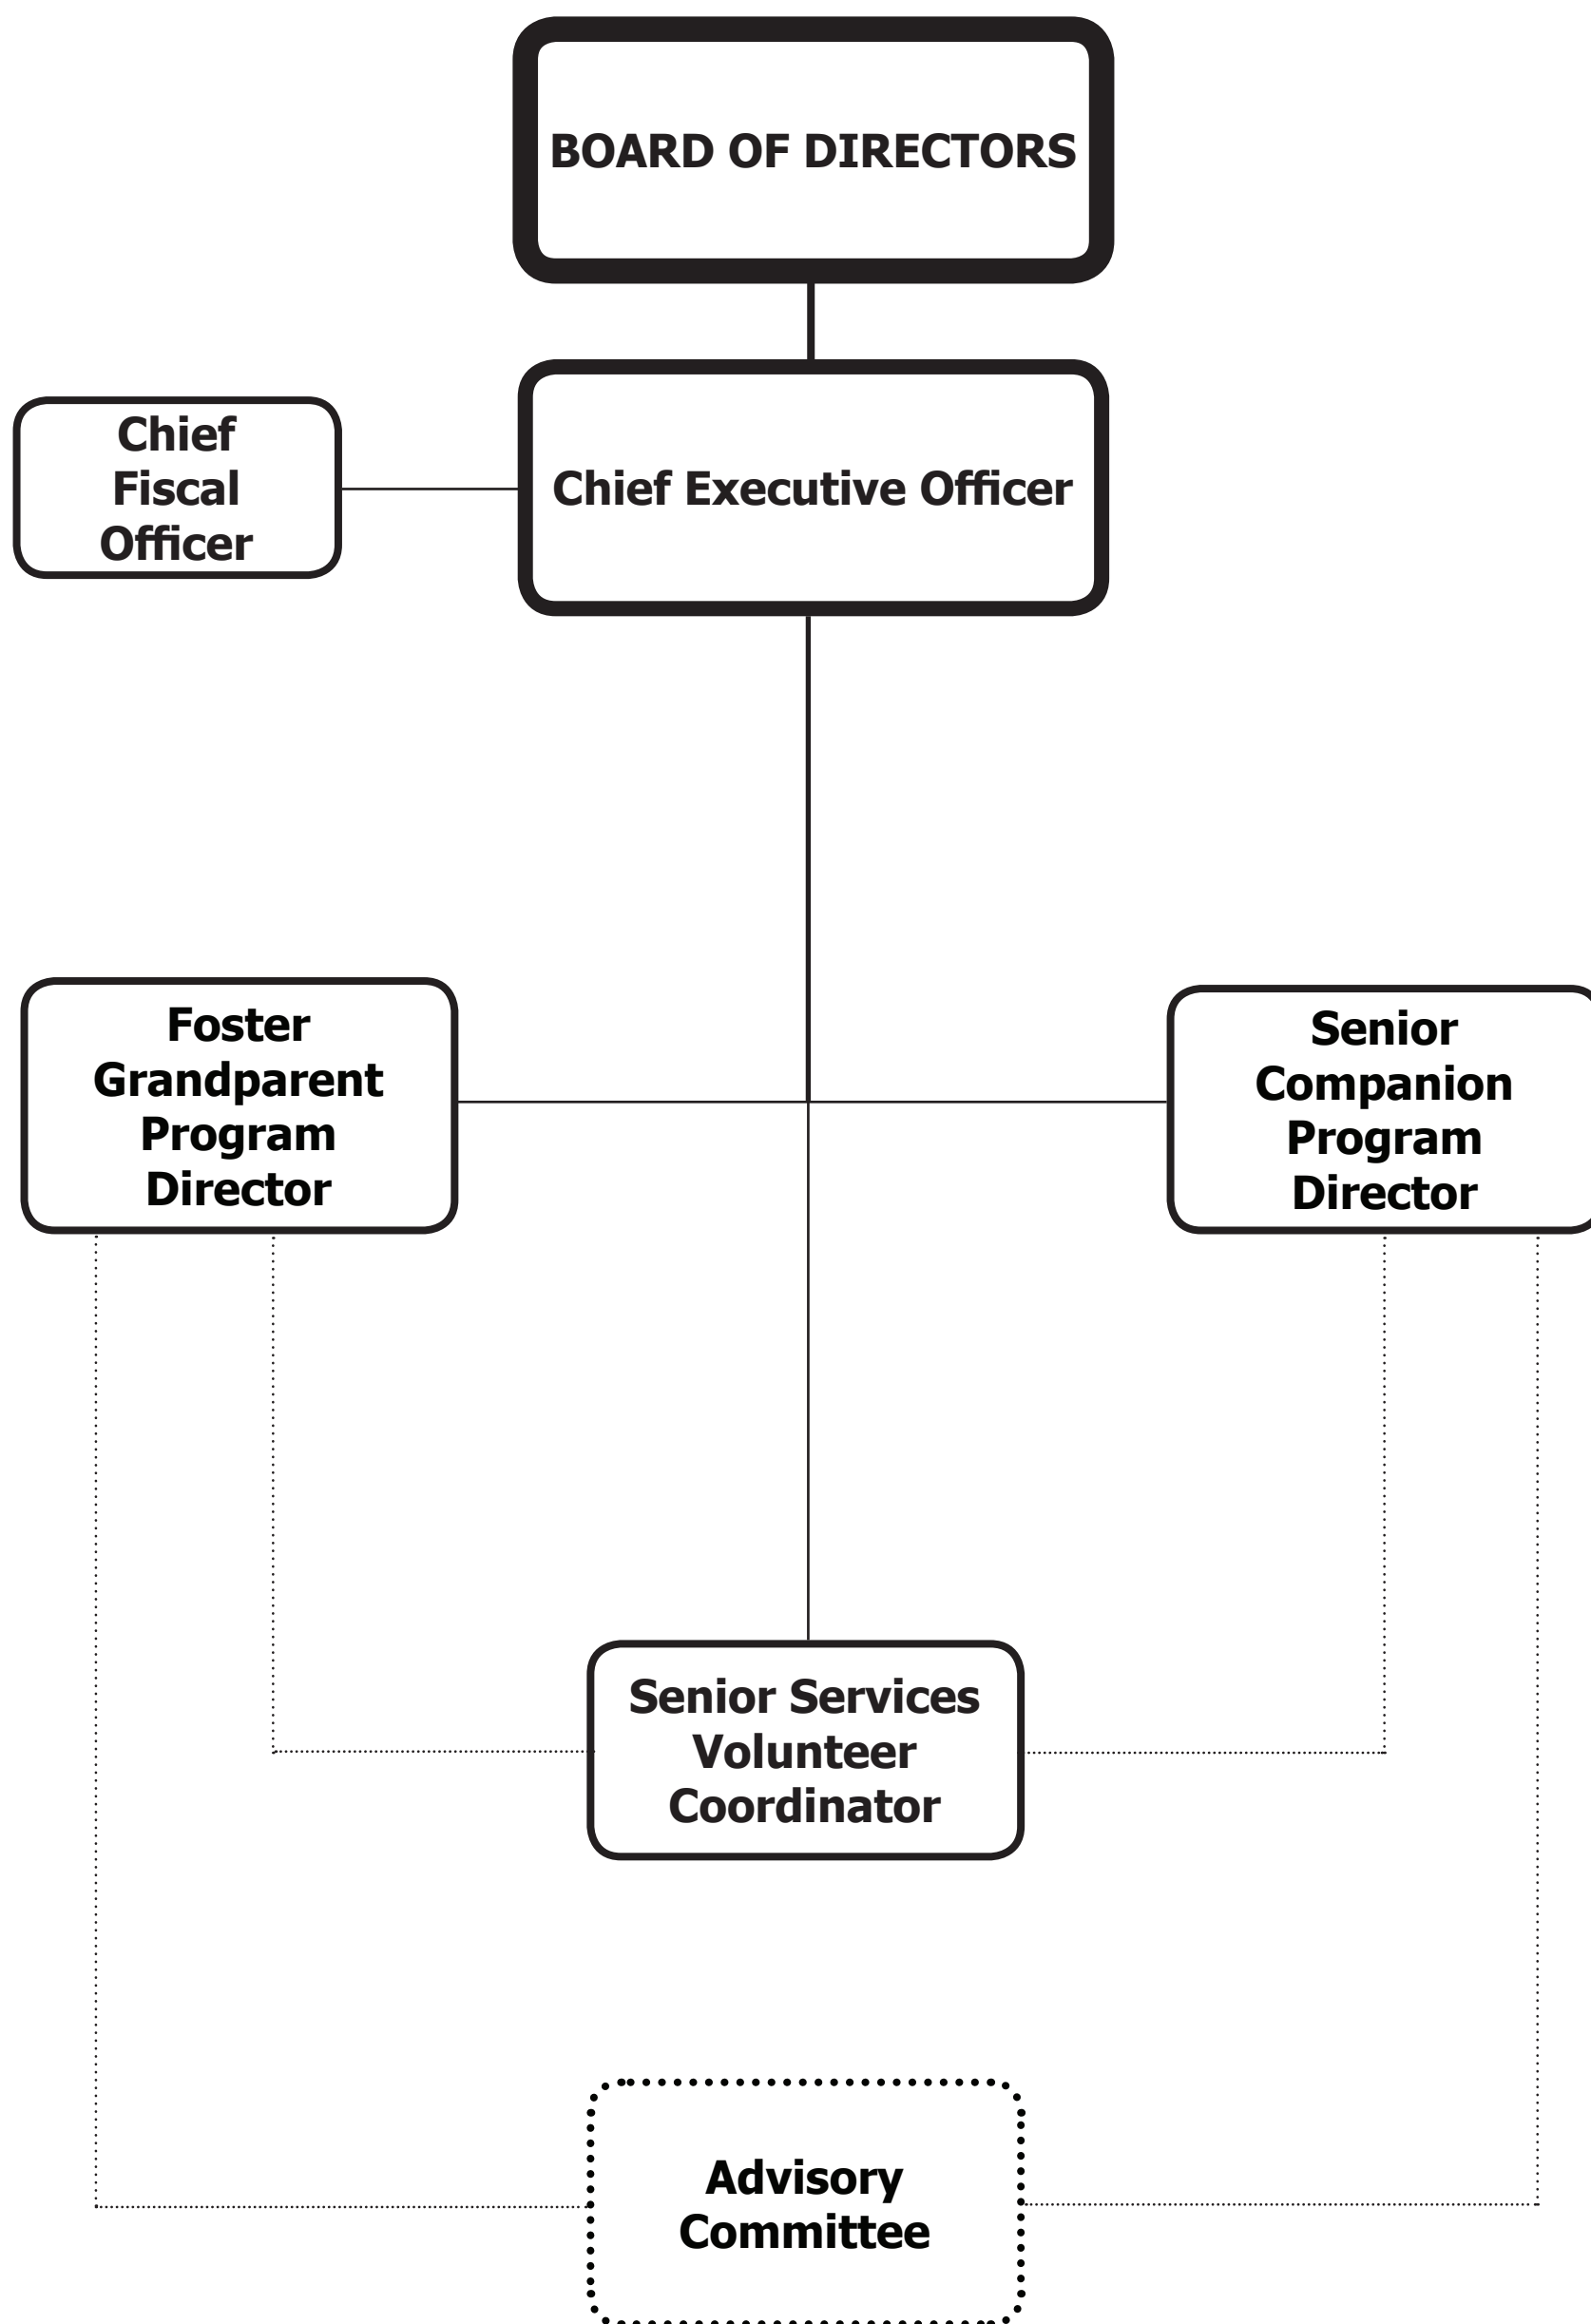 BOARD OF DIRECTORS
Chief
Fiscal
Officer
Chief Executive Officer
Foster
Grandparent
Program
Director
Senior
Companion
Program
Director
Senior Services
Volunteer
Coordinator
Advisory
Committee